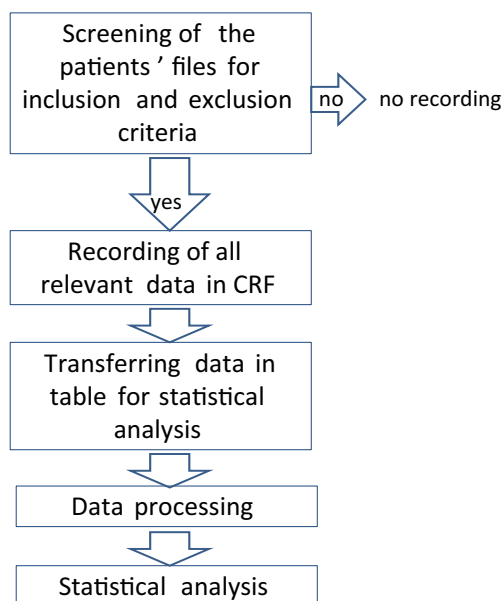 Screening of the
patients ’ files for
inclusion and exclusion
criteria
no
no recording
yes
Recording of all
relevant data in CRF
Transferring data in
table for statistical
analysis
Data processing
Statistical analysis